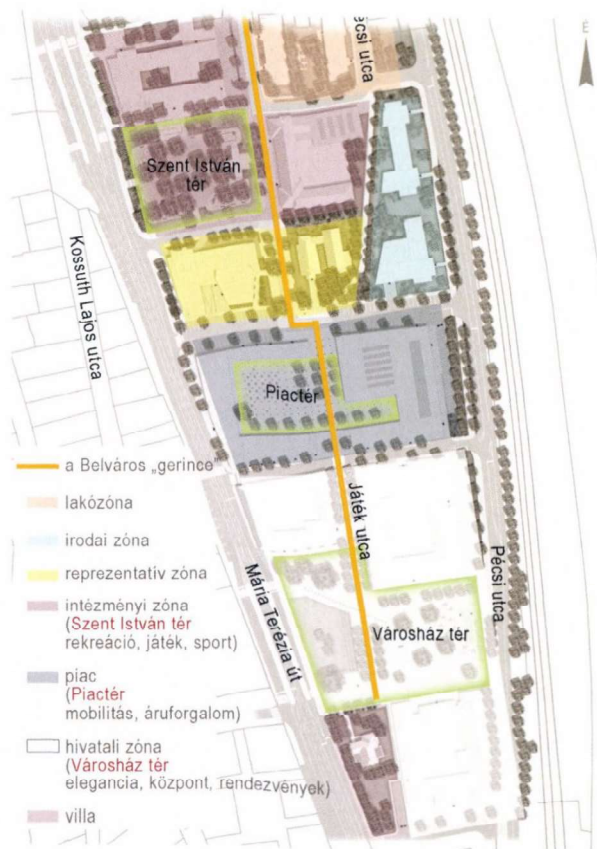 écsi utca
É
Szent István
tér
Kossuth Lajos utca
Piactér
a Belváros „gerince”
Játék utca
lakózóna
irodai zóna
Mária Terézia út
Pécsi utca
reprezentatív zóna
intézményi zóna
(Szent István tér
rekreáció, játék, sport)
Városház tér
piac
(Piactér
mobilitás, áruforgalom)
hivatali zóna
(Városház tér
elegancia, központ, rendezvények)
villa